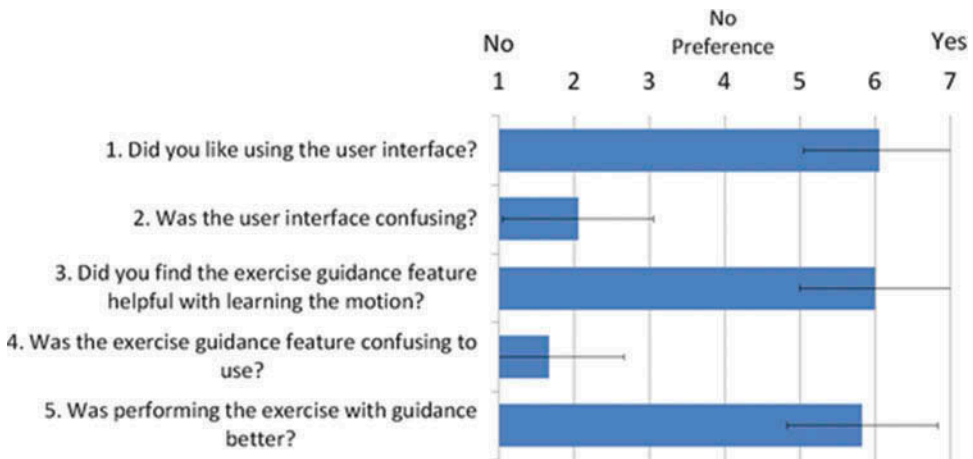 No
No
Preference
Yes
1 2 3 4 5 6 7
1. Did you like using the user interface?
2. Was the user interface confusing?
3. Did you find the exercise guidance feature
helpful with learning the motion?
4. Was the exercise guidance feature confusing to
use?
5. Was performing the exercise with guidance
better?